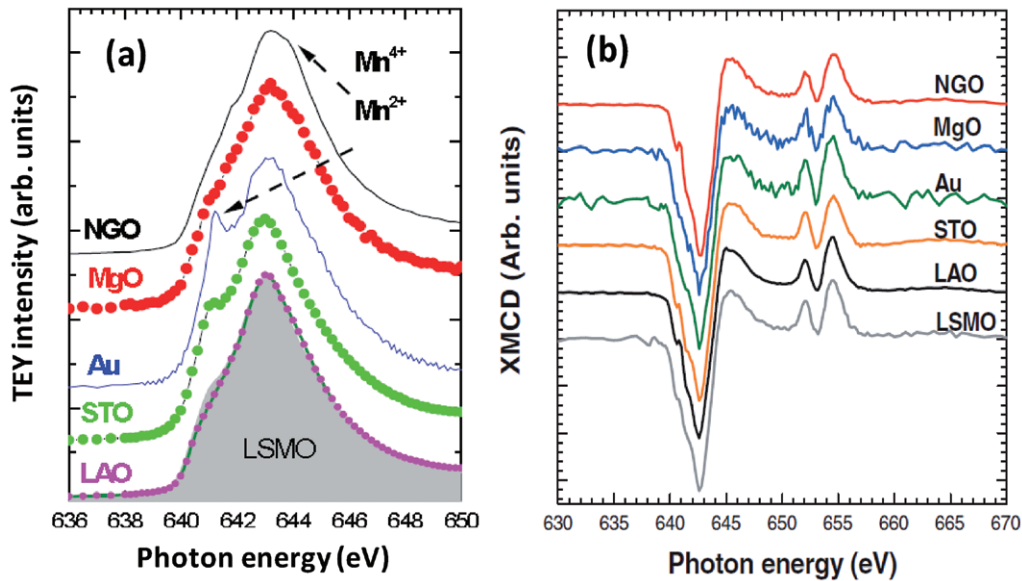 (a)
Mn4+
Mn2+
NGO
MgO
Au
STO
LAO
LSMO
TEY intensity (arb. units)
636 638 640 642 644 646 648 650
Photon energy (eV)
(b)
NGO
MgO
Au
STO
LAO
LSMO
XMCD (Arb. units)
630 635 640 645 650 655 660 665 670
Photon energy (eV)